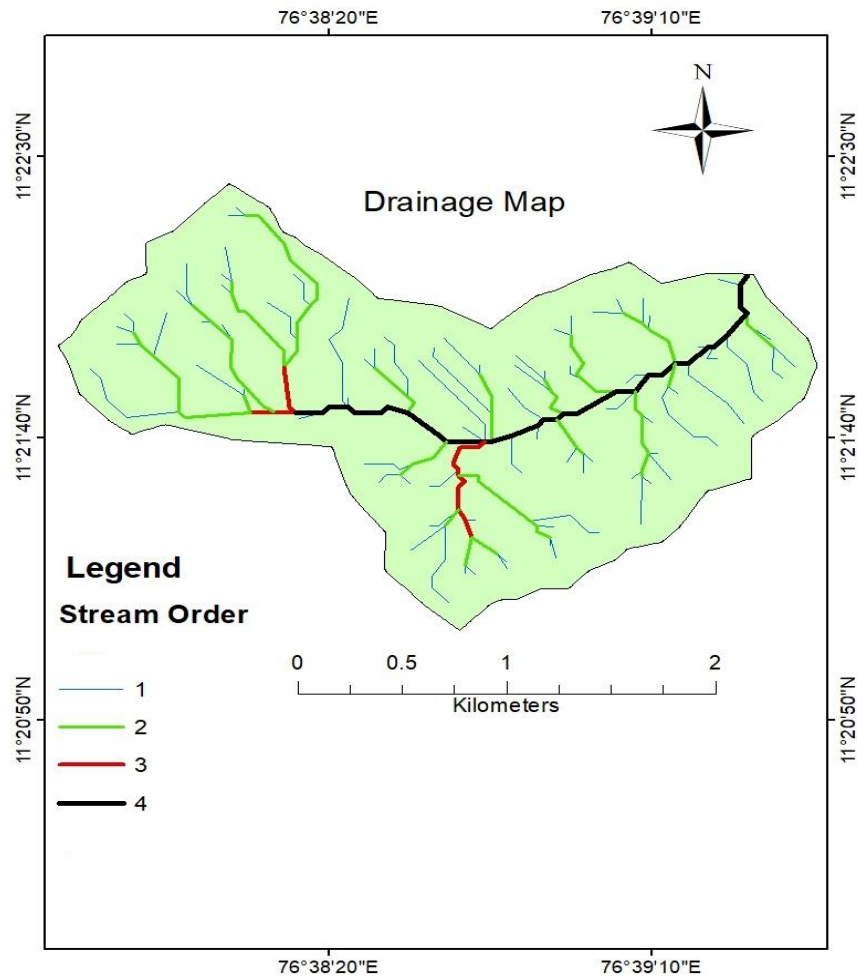 76°38'20"E
76°39'10"E
N
11°22'30"N
11°22'30"N
Drainage Map
11°21'40"N
11°21'40"N
Legend
Stream Order
0 0.5 1 2
Kilometers
1
2
3
4
11°20'50"N
11°20'50"N
76°38'20"E
76°39'10"E